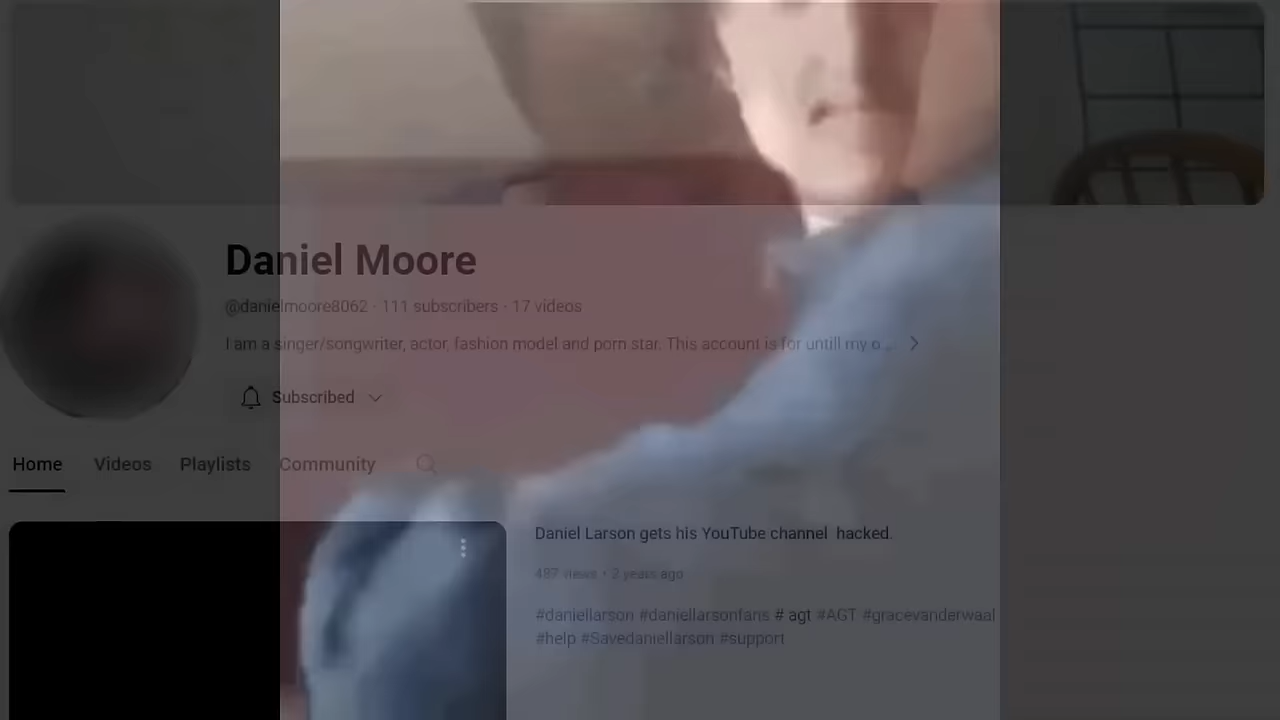 Daniel Moore
@danielmoore8062 · 111 subscribers · 17 videos
I am a singer/songwriter, actor, fashion model and porn star. This account is for untill my o...
Subscribed
Home Videos Playlists Community
Daniel Larson gets his YouTube channel hacked.
487 views • 2 years ago
#daniellarson #daniellarsonfans # agt #AGT #gracevanderwaal
#help #Savedaniellarson #support